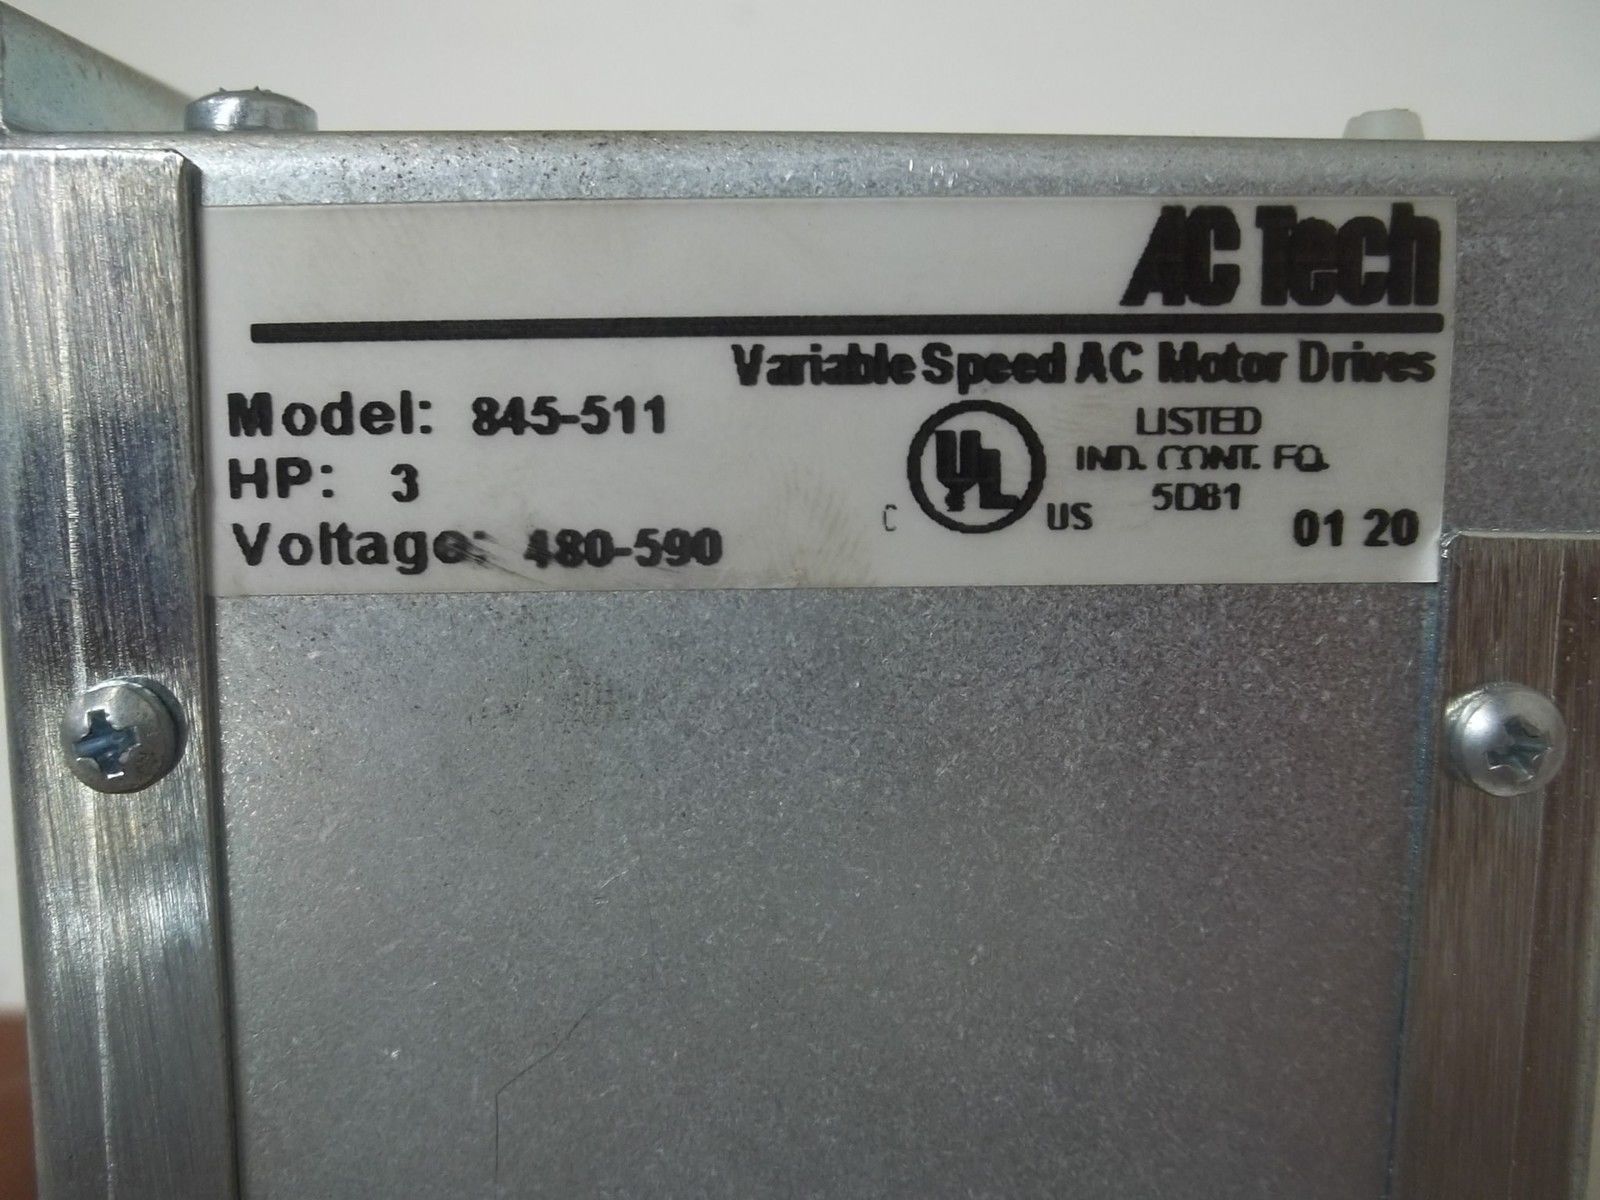 AC Tech
Variable Speed AC Motor Drives
Model: 845-511
HP: 3
Voltage: 480-590
UL
C US
LISTED
IND. CONT. EQ.
5D81
01 20